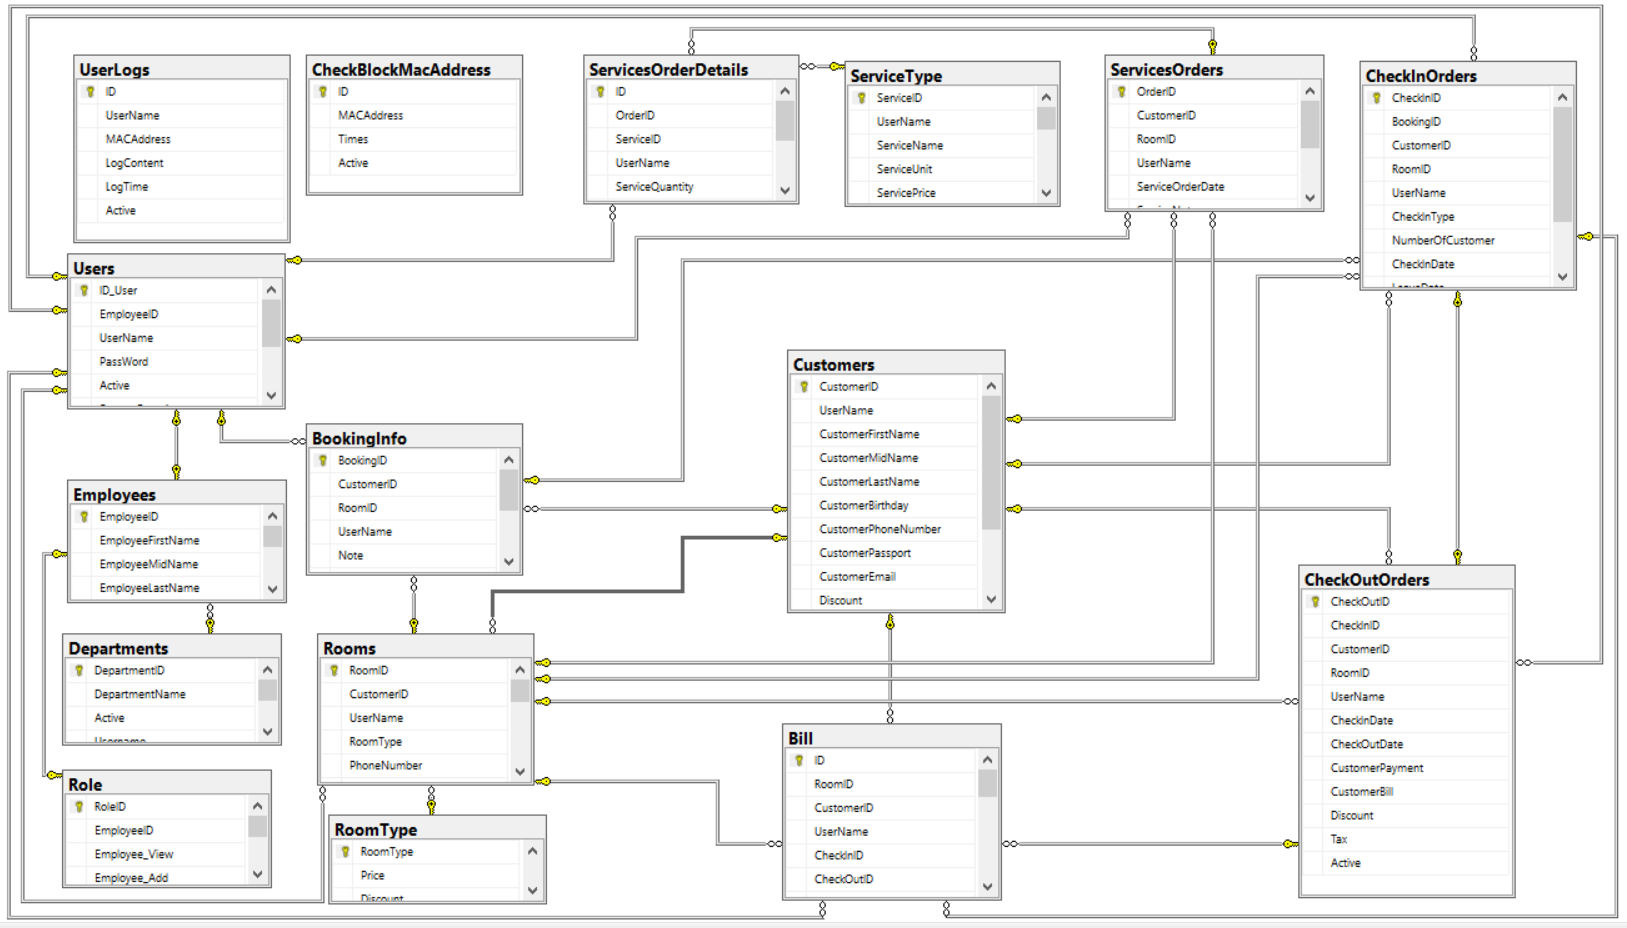 UserLogs
ID
UserName
MACAddress
LogContent
LogTime
Active
CheckBlockMacAddress
ID
MACAddress
Times
Active
ServicesOrderDetails
ID
OrderID
ServiceID
UserName
ServiceQuantity
ServiceType
ServiceID
UserName
ServiceName
ServiceUnit
ServicePrice
ServicesOrders
OrderID
CustomerID
RoomID
UserName
ServiceOrderDate
CheckInOrders
CheckInID
BookingID
CustomerID
RoomID
UserName
CheckInType
NumberOfCustomer
CheckInDate
Users
ID_User
EmployeeID
UserName
PassWord
Active
Customers
CustomerID
UserName
CustomerFirstName
CustomerMidName
CustomerLastName
CustomerBirthday
CustomerPhoneNumber
CustomerPassport
CustomerEmail
Discount
BookingInfo
BookingID
CustomerID
RoomID
UserName
Note
Employees
EmployeeID
EmployeeFirstName
EmployeeMidName
EmployeeLastName
CheckOutOrders
CheckOutID
CheckInID
CustomerID
RoomID
UserName
CheckInDate
CheckOutDate
CustomerPayment
CustomerBill
Discount
Tax
Active
Departments
DepartmentID
DepartmentName
Active
Username
Rooms
RoomID
CustomerID
UserName
RoomType
PhoneNumber
Bill
ID
RoomID
CustomerID
UserName
CheckInID
CheckOutID
Role
RoleID
EmployeeID
Employee_View
Employee_Add
RoomType
RoomType
Price
Discount